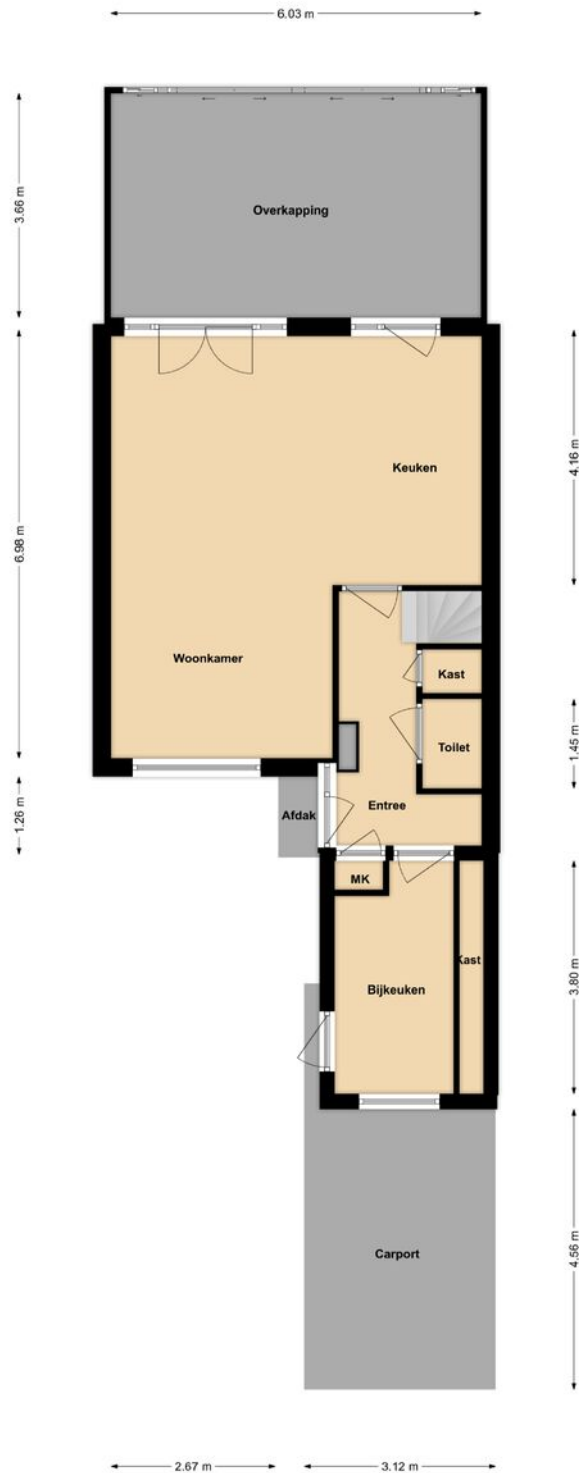 6.03 m
3.66 m
Overkapping
6.98 m
4.16 m
Keuken
Woonkamer
Kast
1.45 m
Toilet
1.26 m
Afdak
Entree
MK
Kast
3.80 m
Bijkeuken
Carport
4.56 m
2.67 m
3.12 m